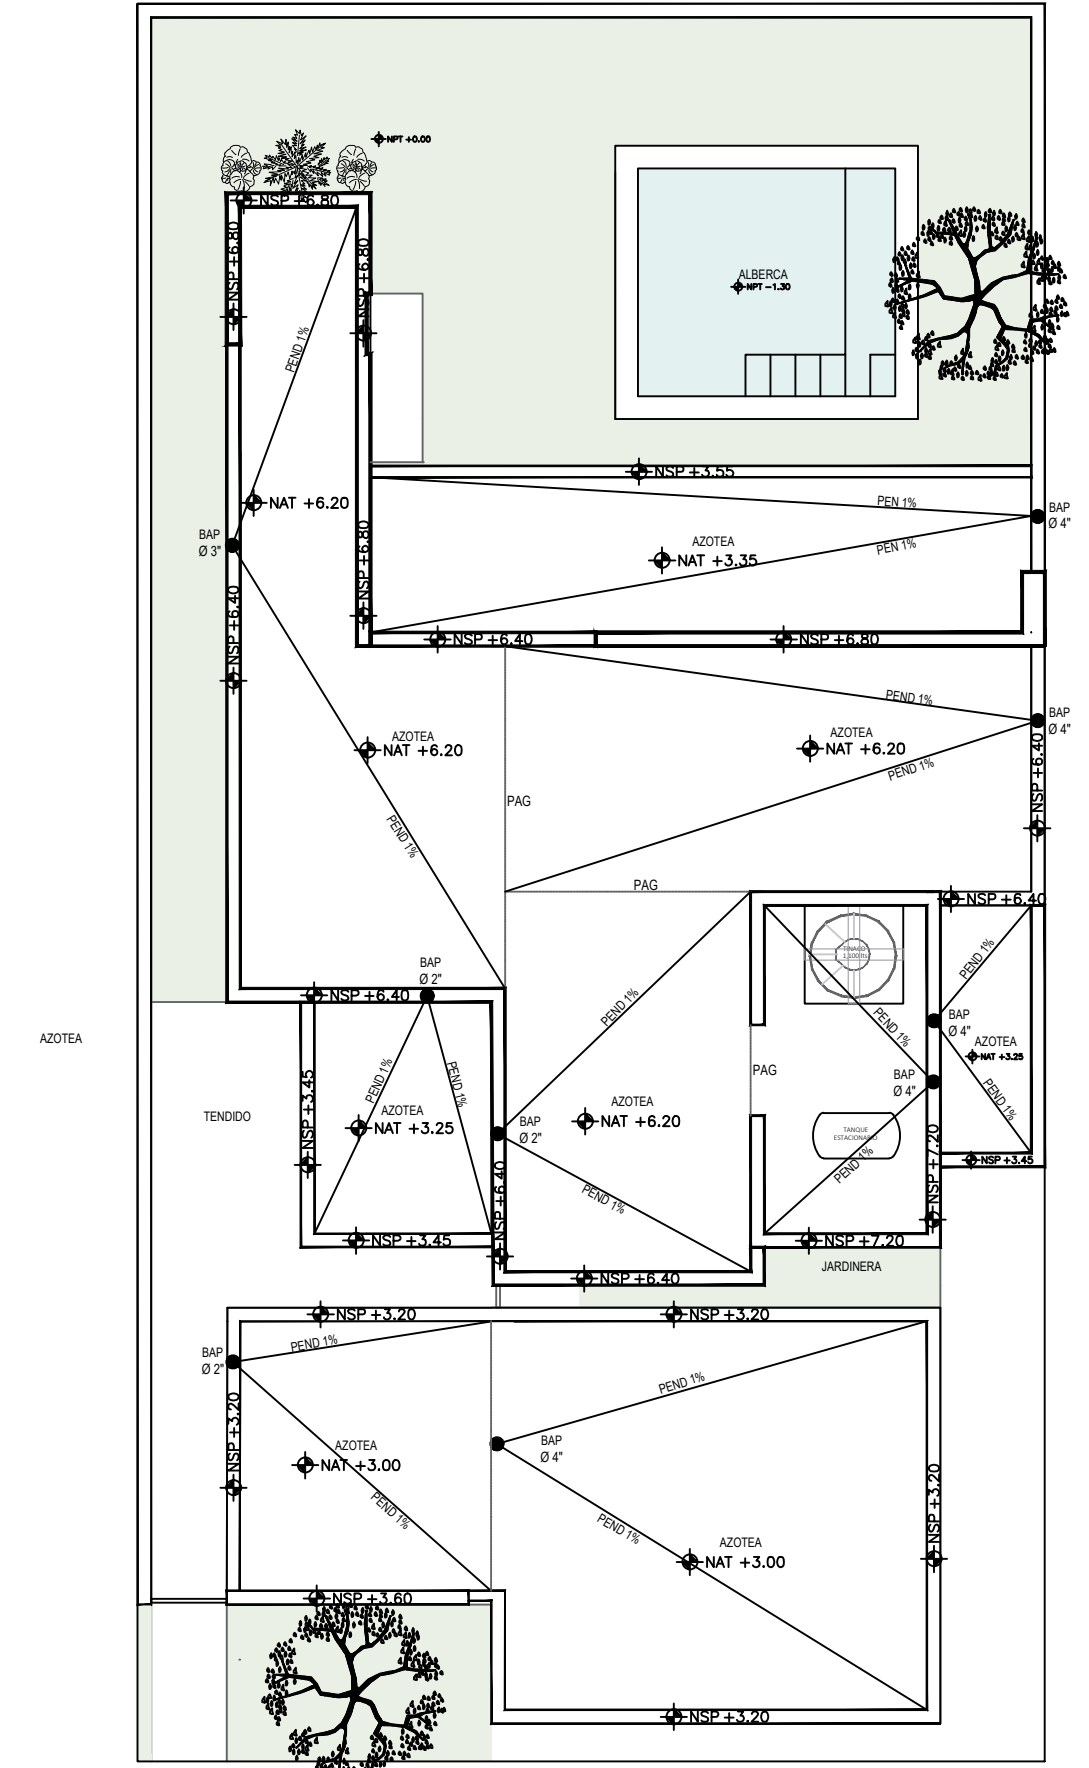 NPT +0.00
NSP +6.80
NSP +6.80
NSP +6.80
ALBERCA
NPT -1.30
PEND 1%
NSP +3.55
NAT +6.20
PEN 1%
BAP
Ø 4"
BAP
Ø 3"
AZOTEA
NAT +3.35
PEN 1%
NSP +6.80
NSP +6.40
NSP +6.40
NSP +6.80
PEND 1%
BAP
Ø 4"
AZOTEA
NAT +6.20
AZOTEA
NAT +6.20
PEND 1%
NSP +6.40
PAG
PEND 1%
PAG
NSP +6.40
TINACO
1,100 lts
PEND 1%
BAP
Ø 2"
NSP +6.40
PEND 1%
PEND 1%
BAP
Ø 4"
AZOTEA
NAT +3.25
AZOTEA
PAG
BAP
Ø 4"
PEND 1%
PEND 1%
PEND 1%
NSP +3.45
TENDIDO
AZOTEA
NAT +3.25
BAP
Ø 2"
AZOTEA
NAT +6.20
TANQUE
ESTACIONARIO
PEND 1%
NSP +7.20
NSP +3.45
PEND 1%
NSP +6.40
NSP +3.45
NSP +7.20
NSP +6.40
JARDINERA
NSP +3.20
NSP +3.20
BAP
Ø 2"
PEND 1%
PEND 1%
NSP +3.20
AZOTEA
NAT +3.00
BAP
Ø 4"
PEND 1%
PEND 1%
AZOTEA
NAT +3.00
NSP +3.20
NSP +3.60
NSP +3.20